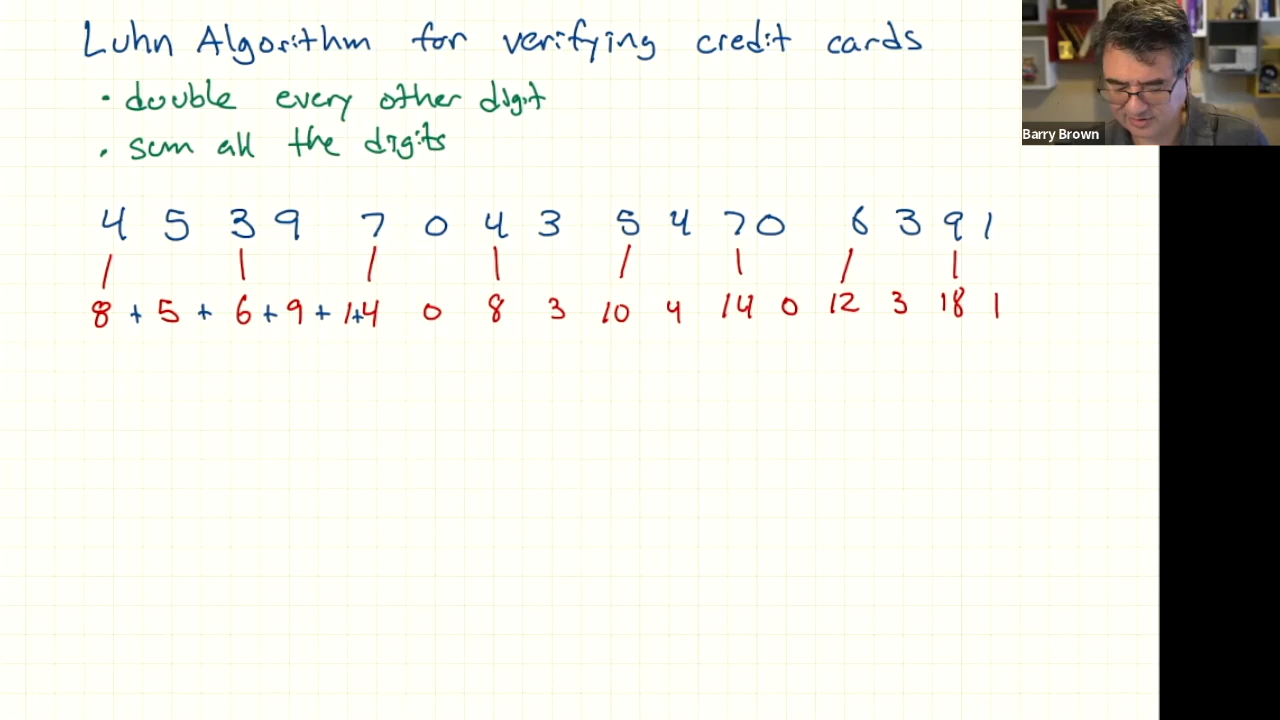 Luhn Algorithm for verifying credit cards
• double every other digit
• sum all the digits
4 5 3 9 7 0 4 3 5 4 7 0 6 3 9 1
8 + 5 + 6 + 9 + 1+4 0 8 3 10 4 14 0 12 3 18 1
Barry Brown